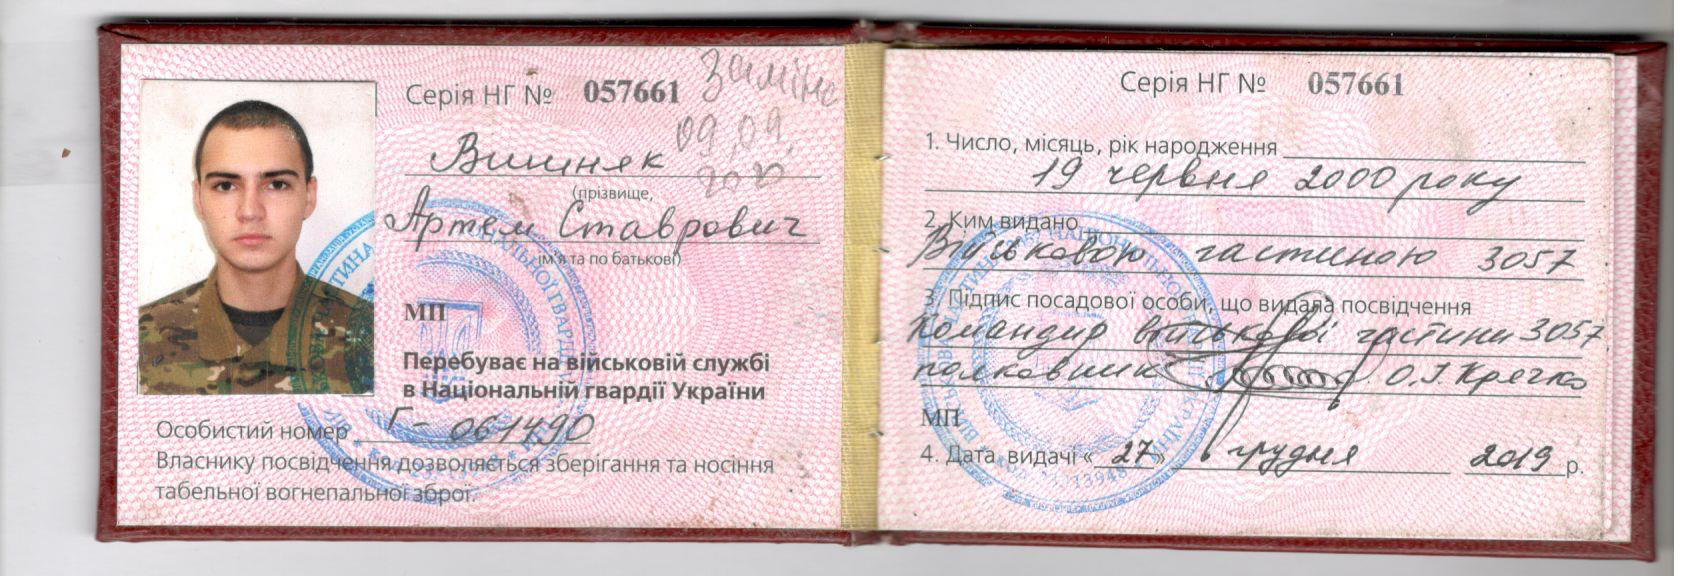 Серія НГ № 057661
Заміна
09.09.
2020
Вишняк
(прізвище,
Артем Ставрович
ім'я та по батькові)
МП
Перебуває на військовій службі
в Національній гвардії України
Особистий номер Г-061490
Власнику посвідчення дозволяється зберігання та носіння
табельної вогнепальної зброї.
Серія НГ № 057661
1. Число, місяць, рік народження
19 червня 2000 року
2. Ким видано
Військовою частиною 3057
3. Підпис посадової особи, що видала посвідчення
Командир військової частини 3057
полковник О.І.
МП
4. Дата видачі «27» грудня 2019 р.